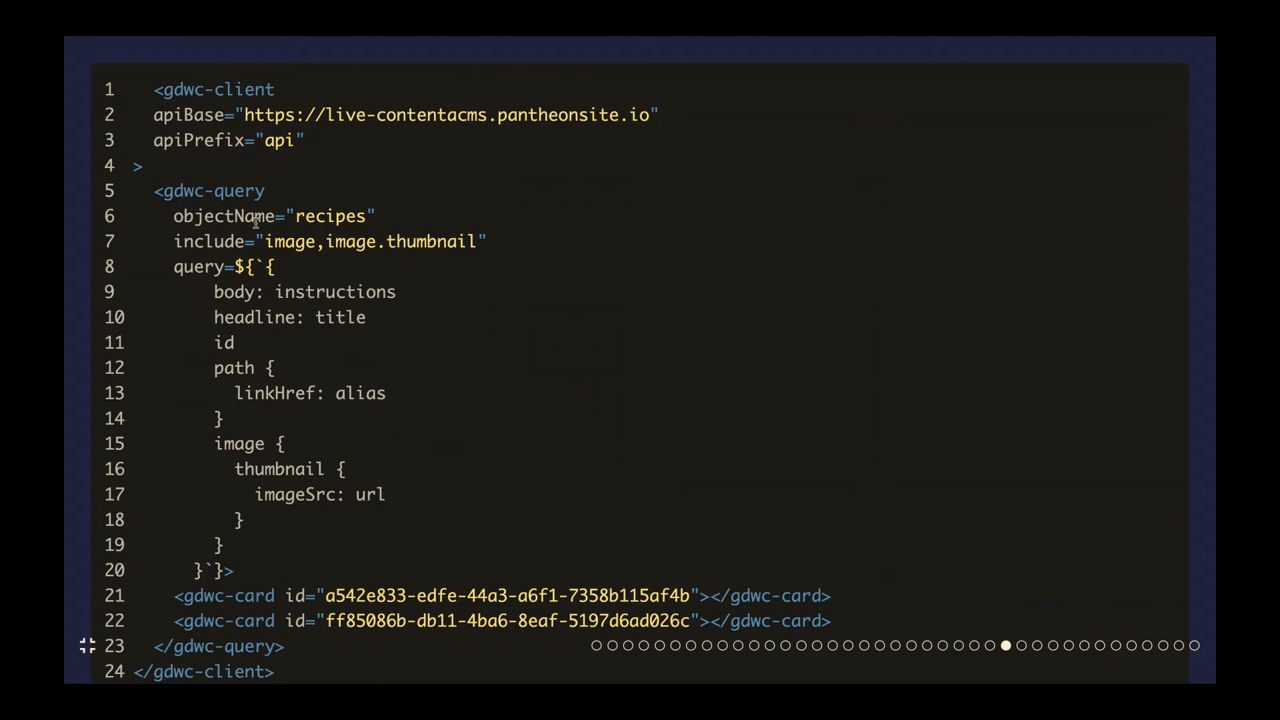 1 <gdwc-client
2 apiBase="https://live-contentacms.pantheonsite.io"
3 apiPrefix="api"
4 >
5 <gdwc-query
6 objectName="recipes"
7 include="image,image.thumbnail"
8 query=${`{
9 body: instructions
10 headline: title
11 id
12 path {
13 linkHref: alias
14 }
15 image {
16 thumbnail {
17 imageSrc: url
18 }
19 }
20 }`}>
21 <gdwc-card id="a542e833-edfe-44a3-a6f1-7358b115af4b"></gdwc-card>
22 <gdwc-card id="ff85086b-db11-4ba6-8eaf-5197d6ad026c"></gdwc-card>
23 </gdwc-query>
24 </gdwc-client>